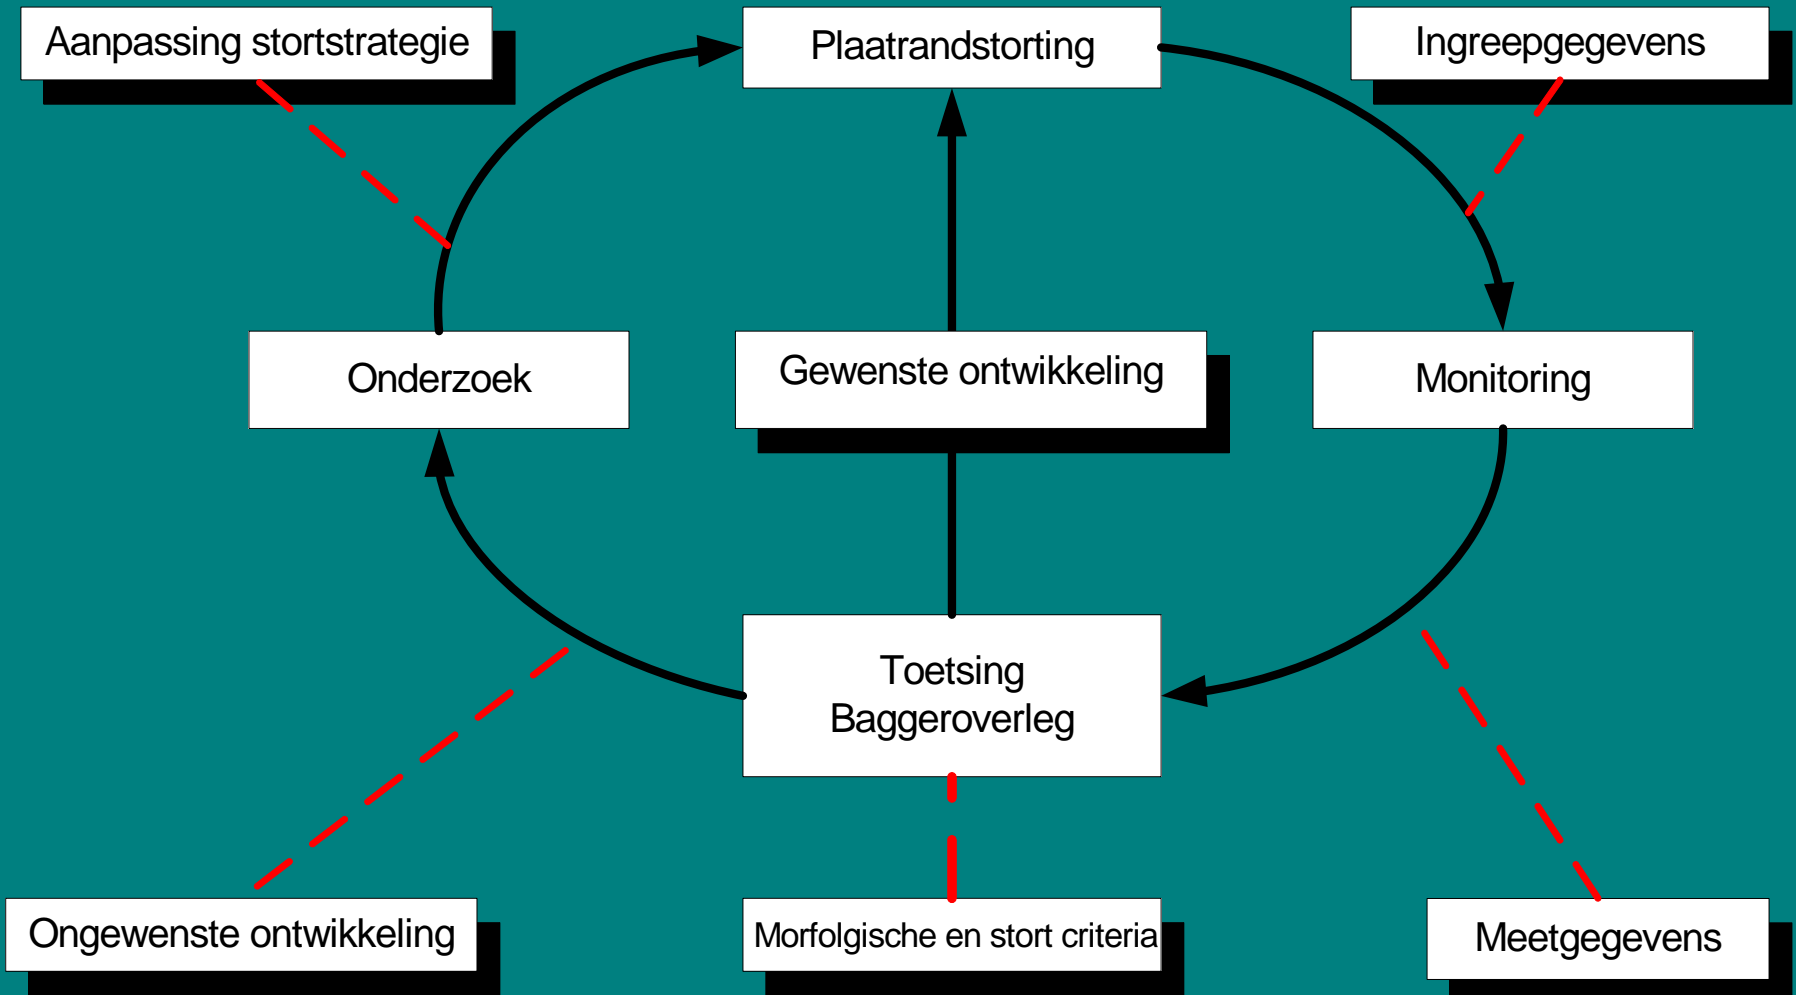 Aanpassing stortstrategie
Plaatrandstorting
Ingreepgegevens
Onderzoek
Gewenste ontwikkeling
Monitoring
Toetsing
Baggeroverleg
Ongewenste ontwikkeling
Morfolgische en stort criteria
Meetgegevens